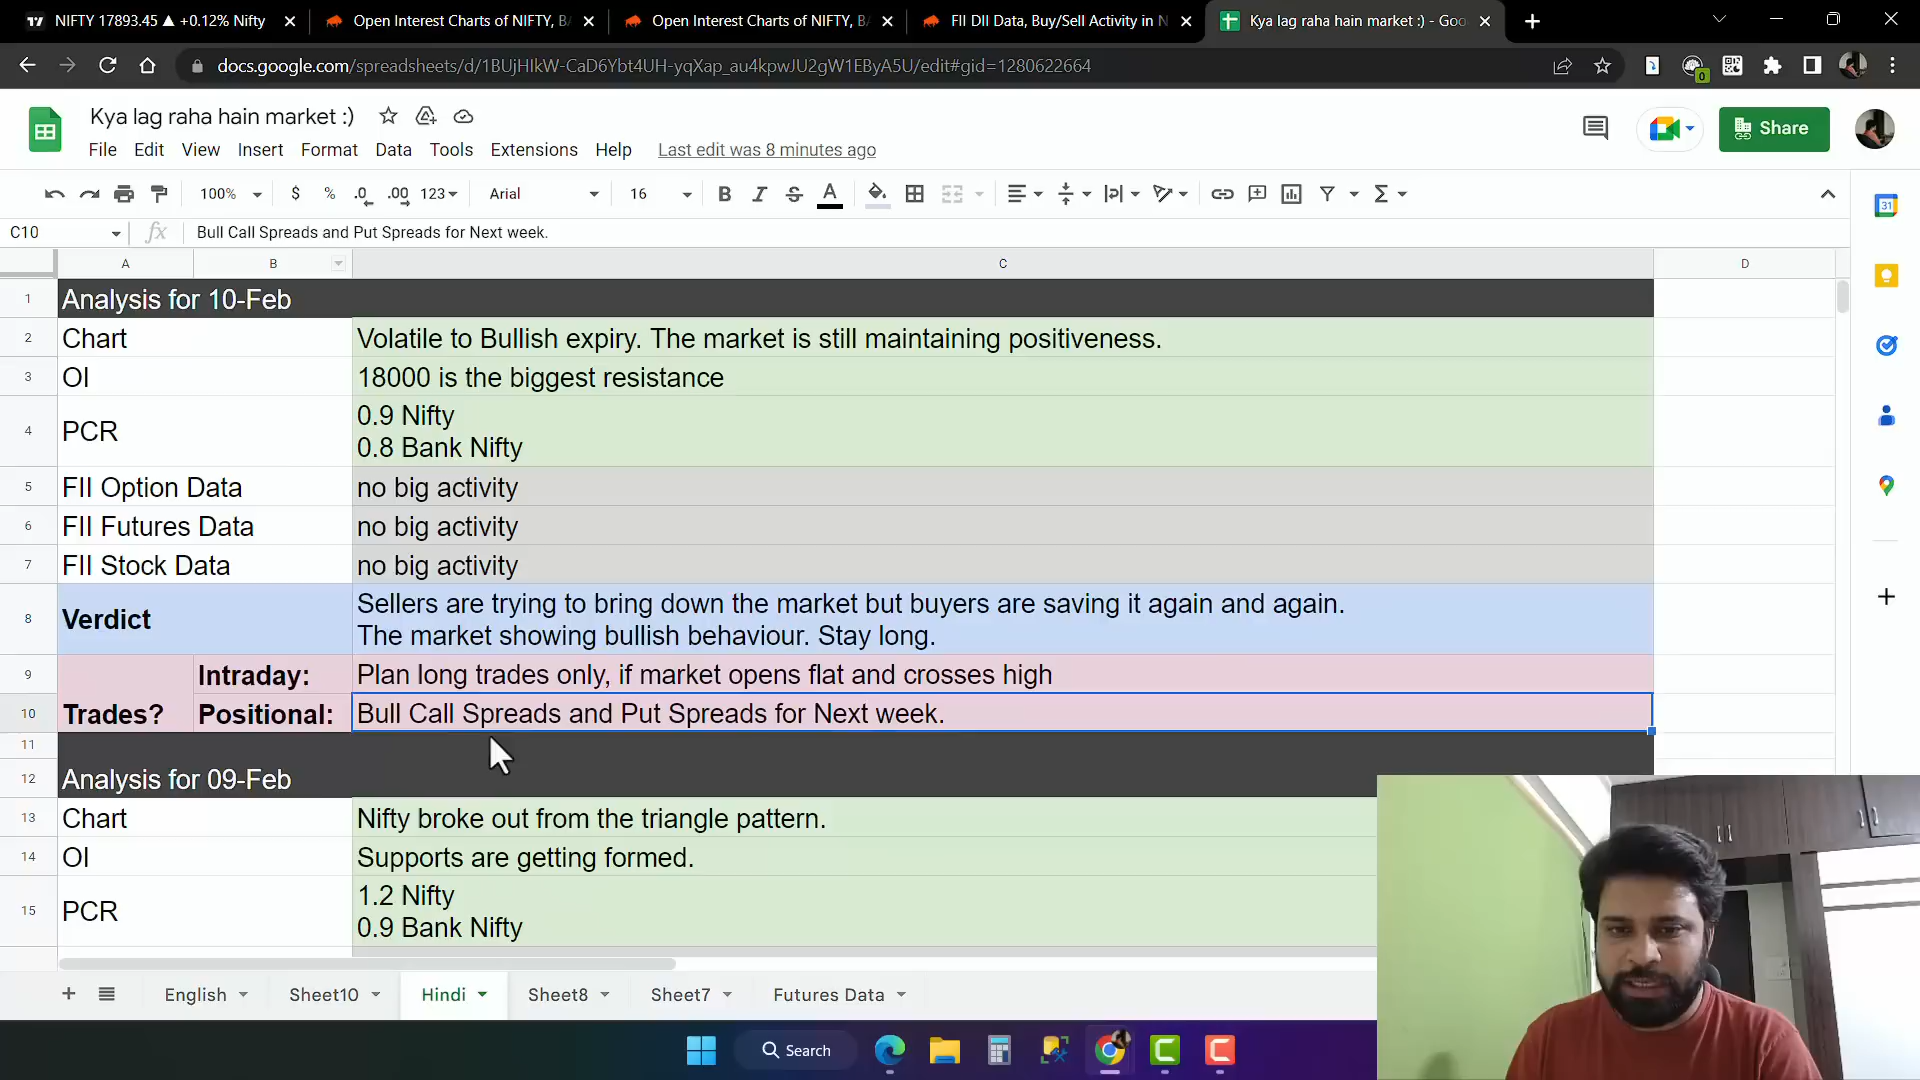 NIFTY 17893.45 ▲ +0.12% Nifty
Open Interest Charts of NIFTY, BA
Open Interest Charts of NIFTY, BA
FII DII Data, Buy/Sell Activity in N
Kya lag raha hain market :) - Goo
docs.google.com/spreadsheets/d/1BUjHIkW-CaD6Ybt4UH-yqXap_au4kpwJU2gW1EByA5U/edit#gid=1280622664
0
Kya lag raha hain market :)
Share
File Edit View Insert Format Data Tools Extensions Help Last edit was 8 minutes ago
100% $ % .0 .00 123 Arial 16 B I S A
31
C10 fx Bull Call Spreads and Put Spreads for Next week.
A B C D
1 Analysis for 10-Feb
2 Chart Volatile to Bullish expiry. The market is still maintaining positiveness.
3 OI 18000 is the biggest resistance
4 PCR 0.9 Nifty
0.8 Bank Nifty
5 FII Option Data no big activity
6 FII Futures Data no big activity
7 FII Stock Data no big activity
8 Verdict Sellers are trying to bring down the market but buyers are saving it again and again.
The market showing bullish behaviour. Stay long.
9 Intraday: Plan long trades only, if market opens flat and crosses high
10 Trades? Positional: Bull Call Spreads and Put Spreads for Next week.
11
12 Analysis for 09-Feb
13 Chart Nifty broke out from the triangle pattern.
14 OI Supports are getting formed.
15 PCR 1.2 Nifty
0.9 Bank Nifty
English Sheet10 Hindi Sheet8 Sheet7 Futures Data
Search